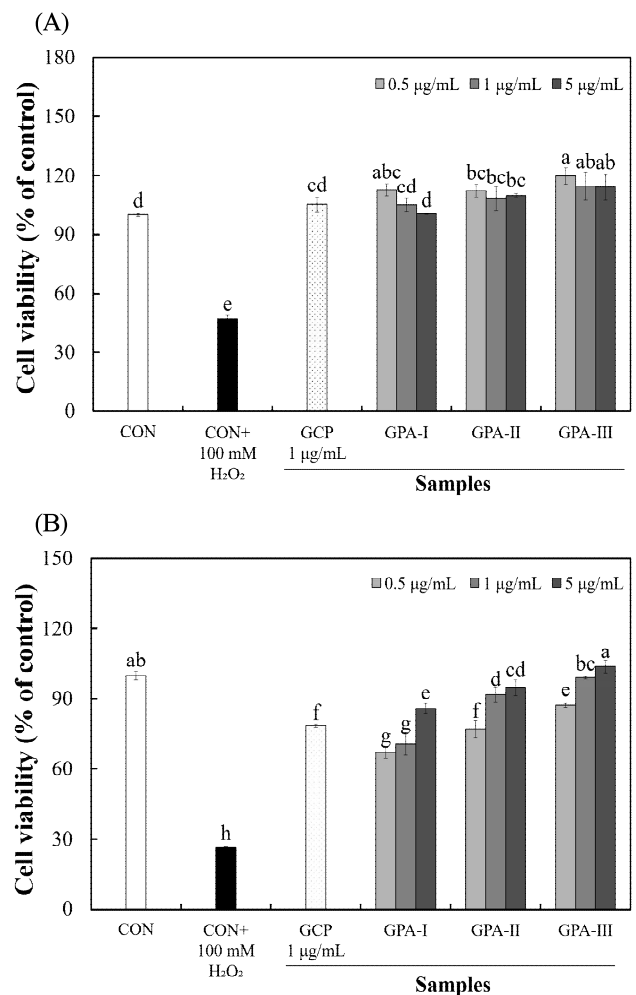 (A)
180
150
120
90
60
30
0
Cell viability (% of control)
0.5 μg/mL 1 μg/mL 5 μg/mL
d
e
cd
abc cd d
bc bc bc
a ab ab
CON CON+ GCP GPA-I GPA-II GPA-III
100 mM 1 μg/mL
H₂O₂
Samples
(B)
150
120
90
60
30
0
Cell viability (% of control)
0.5 μg/mL 1 μg/mL 5 μg/mL
ab
h
f
g g e
f d cd
e bc a
CON CON+ GCP GPA-I GPA-II GPA-III
100 mM 1 μg/mL
H₂O₂
Samples